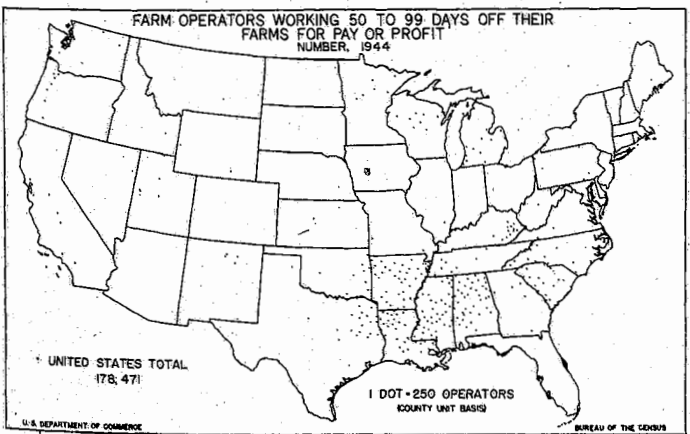 FARM OPERATORS WORKING 50 TO 99 DAYS OFF THEIR
FARMS FOR PAY OR PROFIT
NUMBER, 1944
UNITED STATES TOTAL
178,471
1 DOT = 250 OPERATORS
(COUNTY UNIT BASIS)
U.S. DEPARTMENT OF COMMERCE
BUREAU OF THE CENSUS